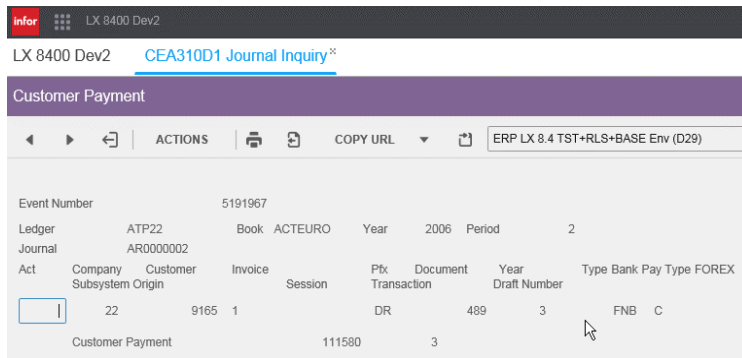 infor LX 8400 Dev2
LX 8400 Dev2 CEA310D1 Journal Inquiry x
Customer Payment
ACTIONS COPY URL ERP LX 8.4 TST+RLS+BASE Env (D29)
Event Number 5191967
Ledger ATP22 Book ACTEURO Year 2006 Period 2
Journal AR0000002
Act Company Customer Invoice Pfx Document Year Type Bank Pay Type FOREX
Subsystem Origin Session Transaction Draft Number
22 9165 1 DR 489 3 FNB C
Customer Payment 111580 3